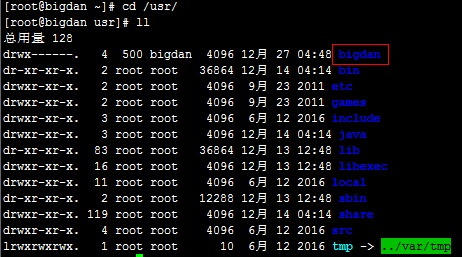 [root@bigdan ~]# cd /usr/
[root@bigdan usr]# ll
总用量 128
drwx------. 4 500 bigdan 4096 12月 27 04:48 bigdan
dr-xr-xr-x. 2 root root 36864 12月 14 04:14 bin
drwxr-xr-x. 2 root root 4096 9月 23 2011 etc
drwxr-xr-x. 2 root root 4096 9月 23 2011 games
drwxr-xr-x. 3 root root 4096 6月 12 2016 include
drwxr-xr-x. 3 root root 4096 12月 14 04:14 java
dr-xr-xr-x. 83 root root 36864 12月 13 12:48 lib
drwxr-xr-x. 16 root root 4096 12月 13 12:48 libexec
drwxr-xr-x. 11 root root 4096 6月 12 2016 local
dr-xr-xr-x. 2 root root 12288 12月 13 12:48 sbin
drwxr-xr-x. 119 root root 4096 12月 14 04:14 share
drwxr-xr-x. 4 root root 4096 6月 12 2016 src
lrwxrwxrwx. 1 root root 10 6月 12 2016 tmp -> ../var/tmp